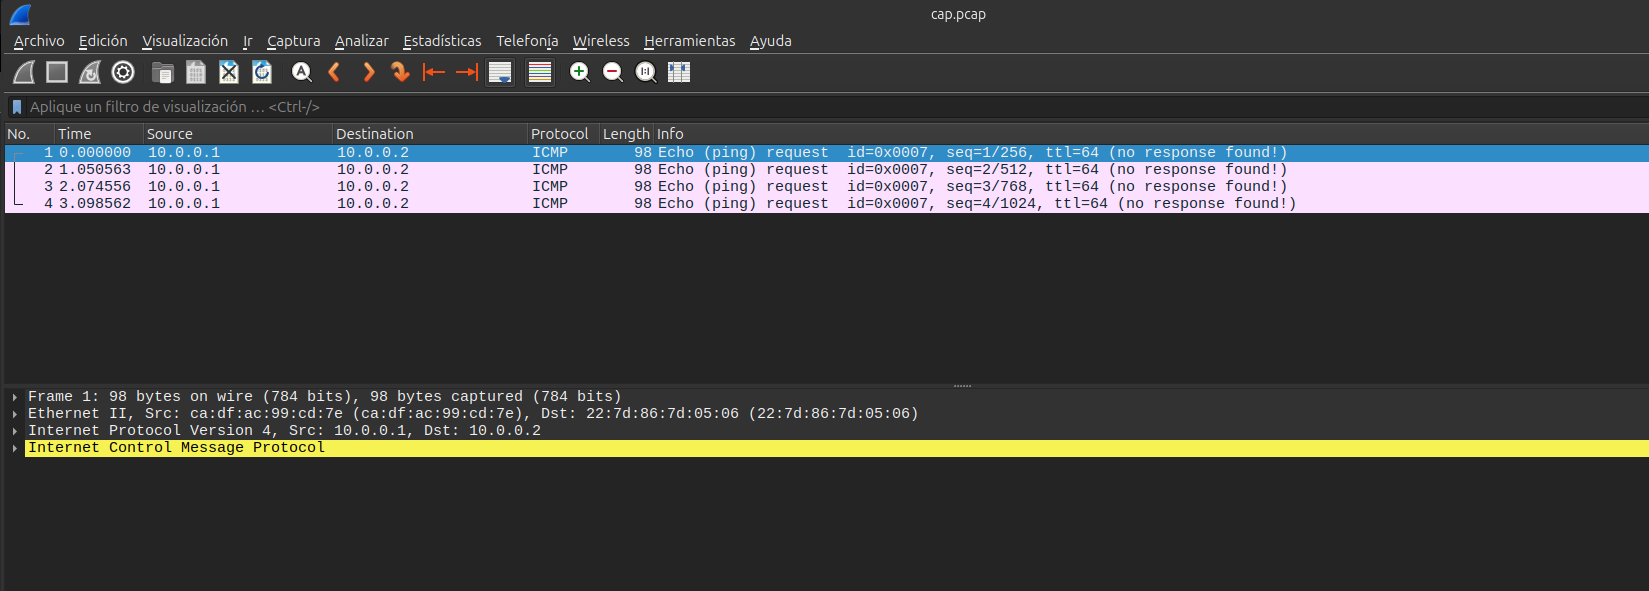 cap.pcap
Archivo Edición Visualización Ir Captura Analizar Estadísticas Telefonía Wireless Herramientas Ayuda
Aplique un filtro de visualización … <Ctrl-/>
No. Time Source Destination Protocol Length Info
1 0.000000 10.0.0.1 10.0.0.2 ICMP 98 Echo (ping) request id=0x0007, seq=1/256, ttl=64 (no response found!)
2 1.050563 10.0.0.1 10.0.0.2 ICMP 98 Echo (ping) request id=0x0007, seq=2/512, ttl=64 (no response found!)
3 2.074556 10.0.0.1 10.0.0.2 ICMP 98 Echo (ping) request id=0x0007, seq=3/768, ttl=64 (no response found!)
4 3.098562 10.0.0.1 10.0.0.2 ICMP 98 Echo (ping) request id=0x0007, seq=4/1024, ttl=64 (no response found!)
Frame 1: 98 bytes on wire (784 bits), 98 bytes captured (784 bits)
Ethernet II, Src: ca:df:ac:99:cd:7e (ca:df:ac:99:cd:7e), Dst: 22:7d:86:7d:05:06 (22:7d:86:7d:05:06)
Internet Protocol Version 4, Src: 10.0.0.1, Dst: 10.0.0.2
Internet Control Message Protocol